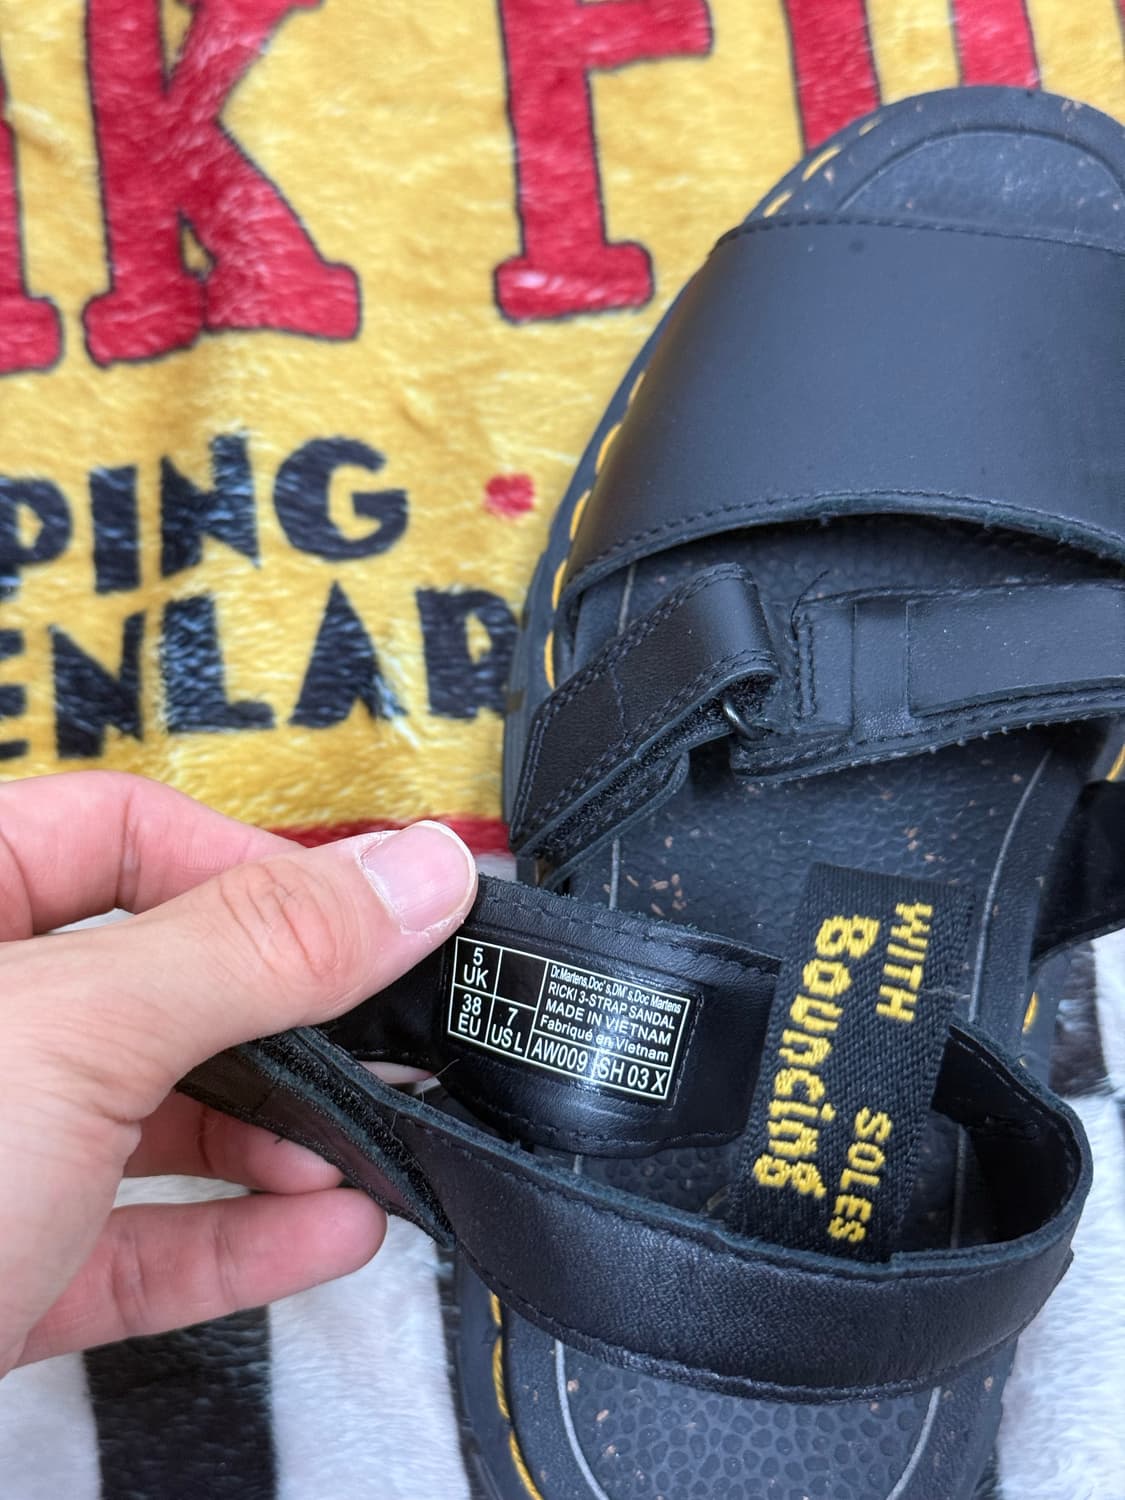 PING
ENLAD
5
UK
38
EU
7
US L
Dr.Martens,Doc's,DM's,Doc Martens
RICKI 3-STRAP SANDAL
MADE IN VIETNAM
Fabriqué en Vietnam
AW009
SH 03 X
WITH
Bouncing
SOLES